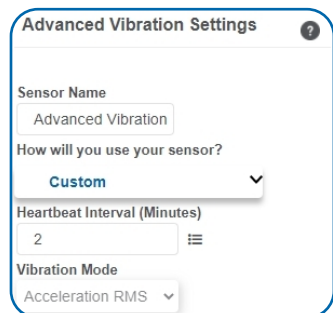 Advanced Vibration Settings
?
Sensor Name
Advanced Vibration
How will you use your sensor?
Custom
Heartbeat Interval (Minutes)
2
Vibration Mode
Acceleration RMS